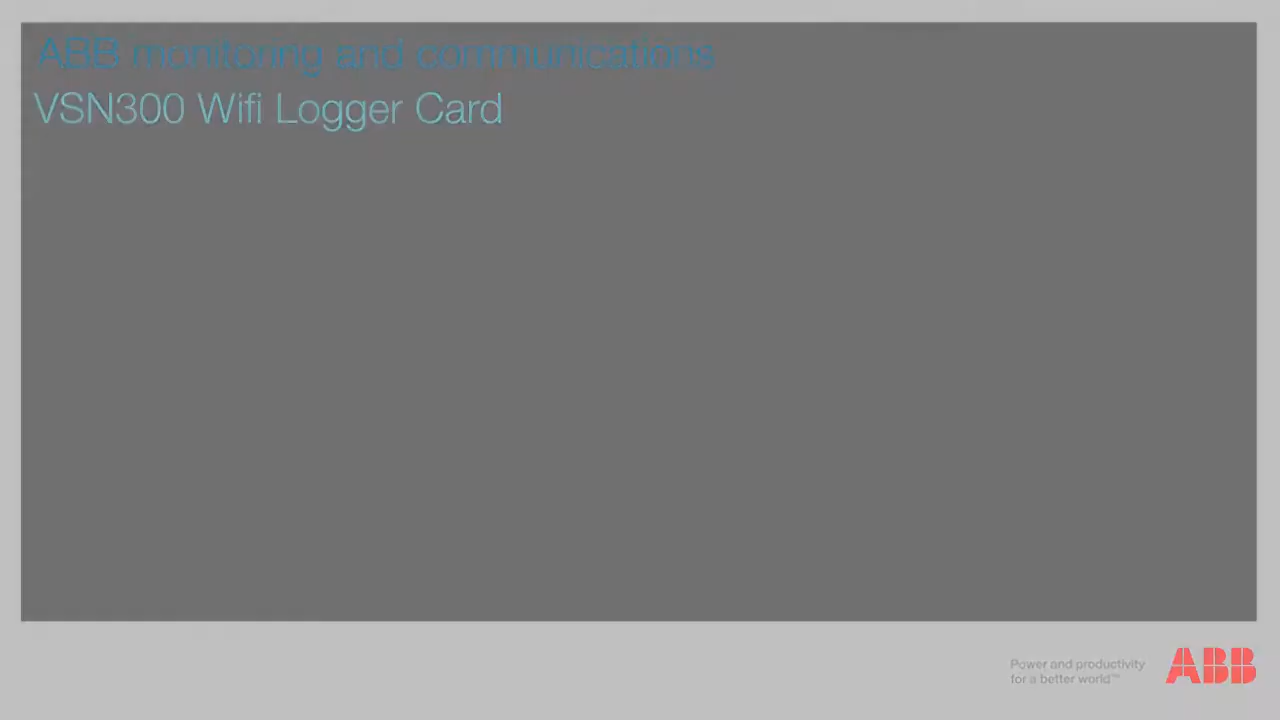 ABB monitoring and communications
VSN300 Wifi Logger Card
Power and productivity
for a better world™
ABB